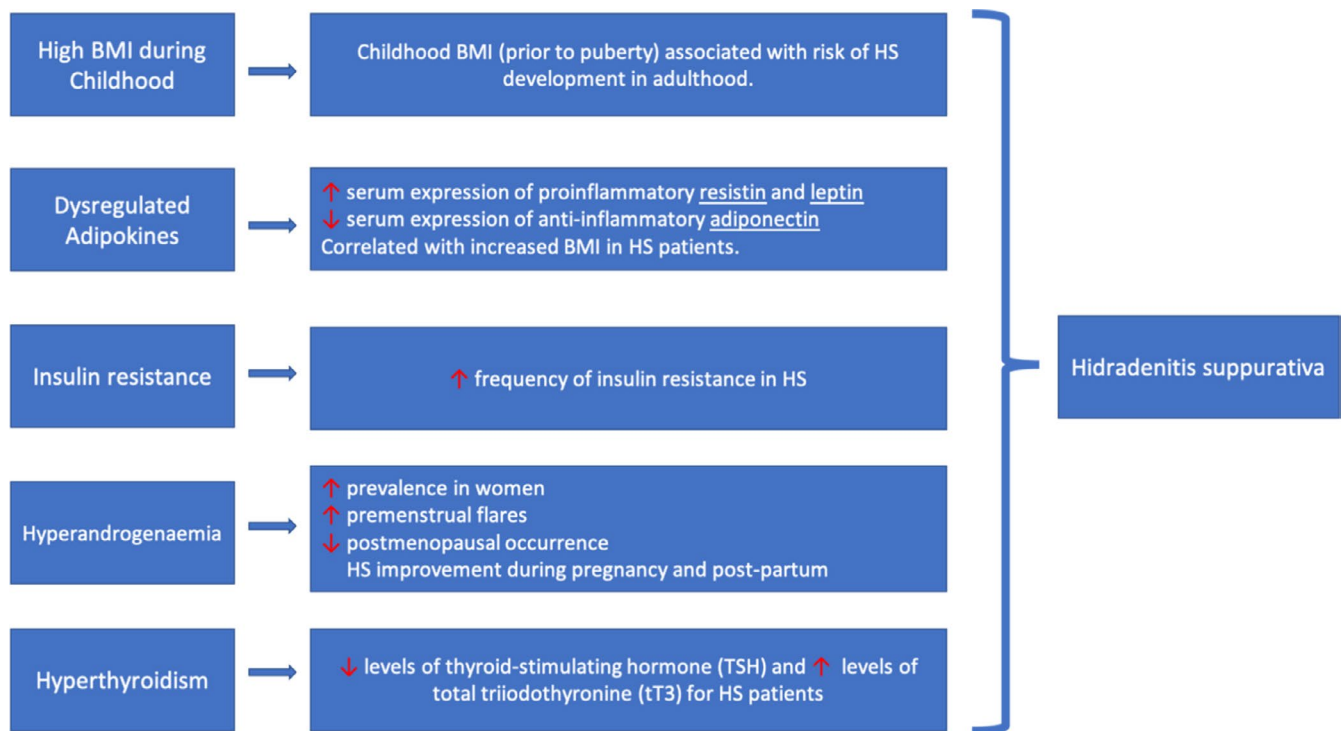 High BMI during
Childhood
Childhood BMI (prior to puberty) associated with risk of HS
development in adulthood.
Dysregulated
Adipokines
↑ serum expression of proinflammatory resistin and leptin
↓ serum expression of anti-inflammatory adiponectin
Correlated with increased BMI in HS patients.
Insulin resistance
↑ frequency of insulin resistance in HS
Hyperandrogenaemia
↑ prevalence in women
↑ premenstrual flares
↓ postmenopausal occurrence
HS improvement during pregnancy and post-partum
Hyperthyroidism
↓ levels of thyroid-stimulating hormone (TSH) and ↑ levels of
total triiodothyronine (tT3) for HS patients
Hidradenitis suppurativa